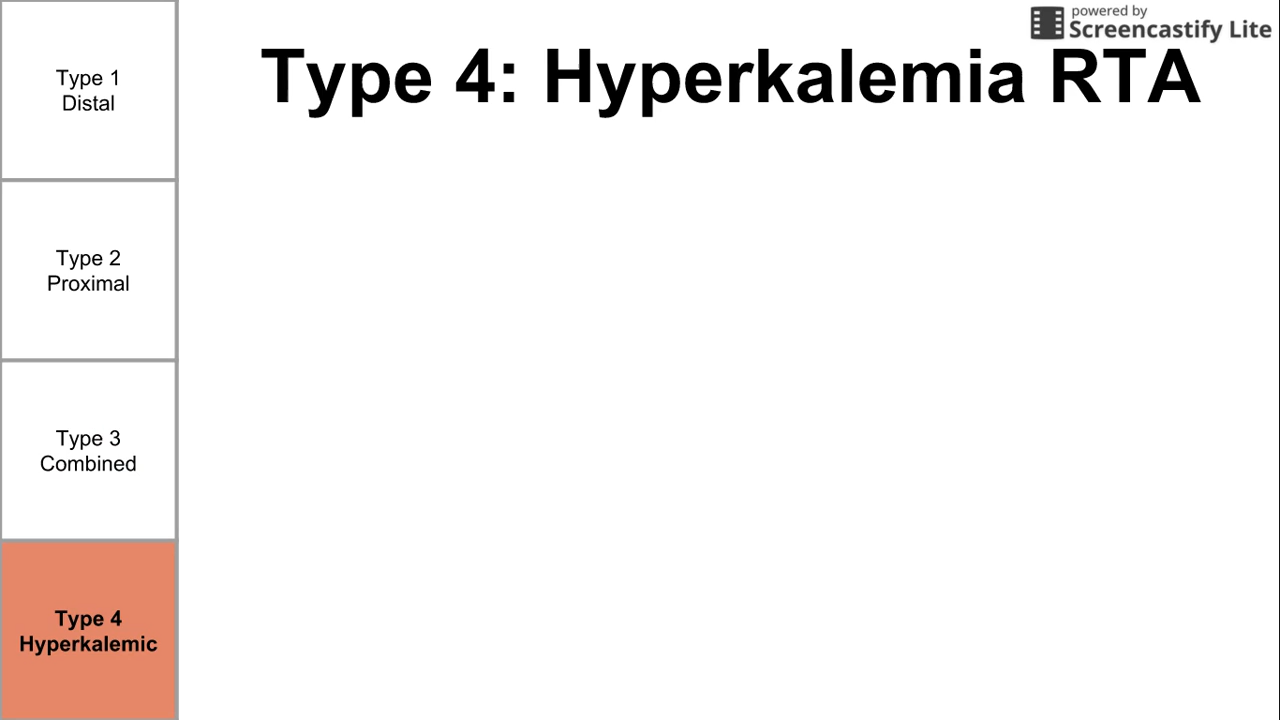 powered by
Screencastify Lite
Type 4: Hyperkalemia RTA
Type 1
Distal
Type 2
Proximal
Type 3
Combined
Type 4
Hyperkalemic